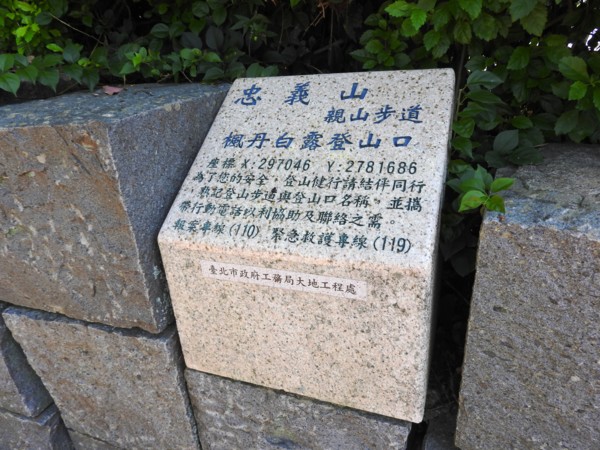 忠義山
親山步道
楓丹白露登山口
座標 X:297046 Y:2781686
為了您的安全，登山健行請結伴同行
熟記登山步道與登山口名稱，並攜
帶行動電話以利協助及聯絡之需。
報案專線(110) 緊急救護專線(119)
臺北市政府工務局大地工程處